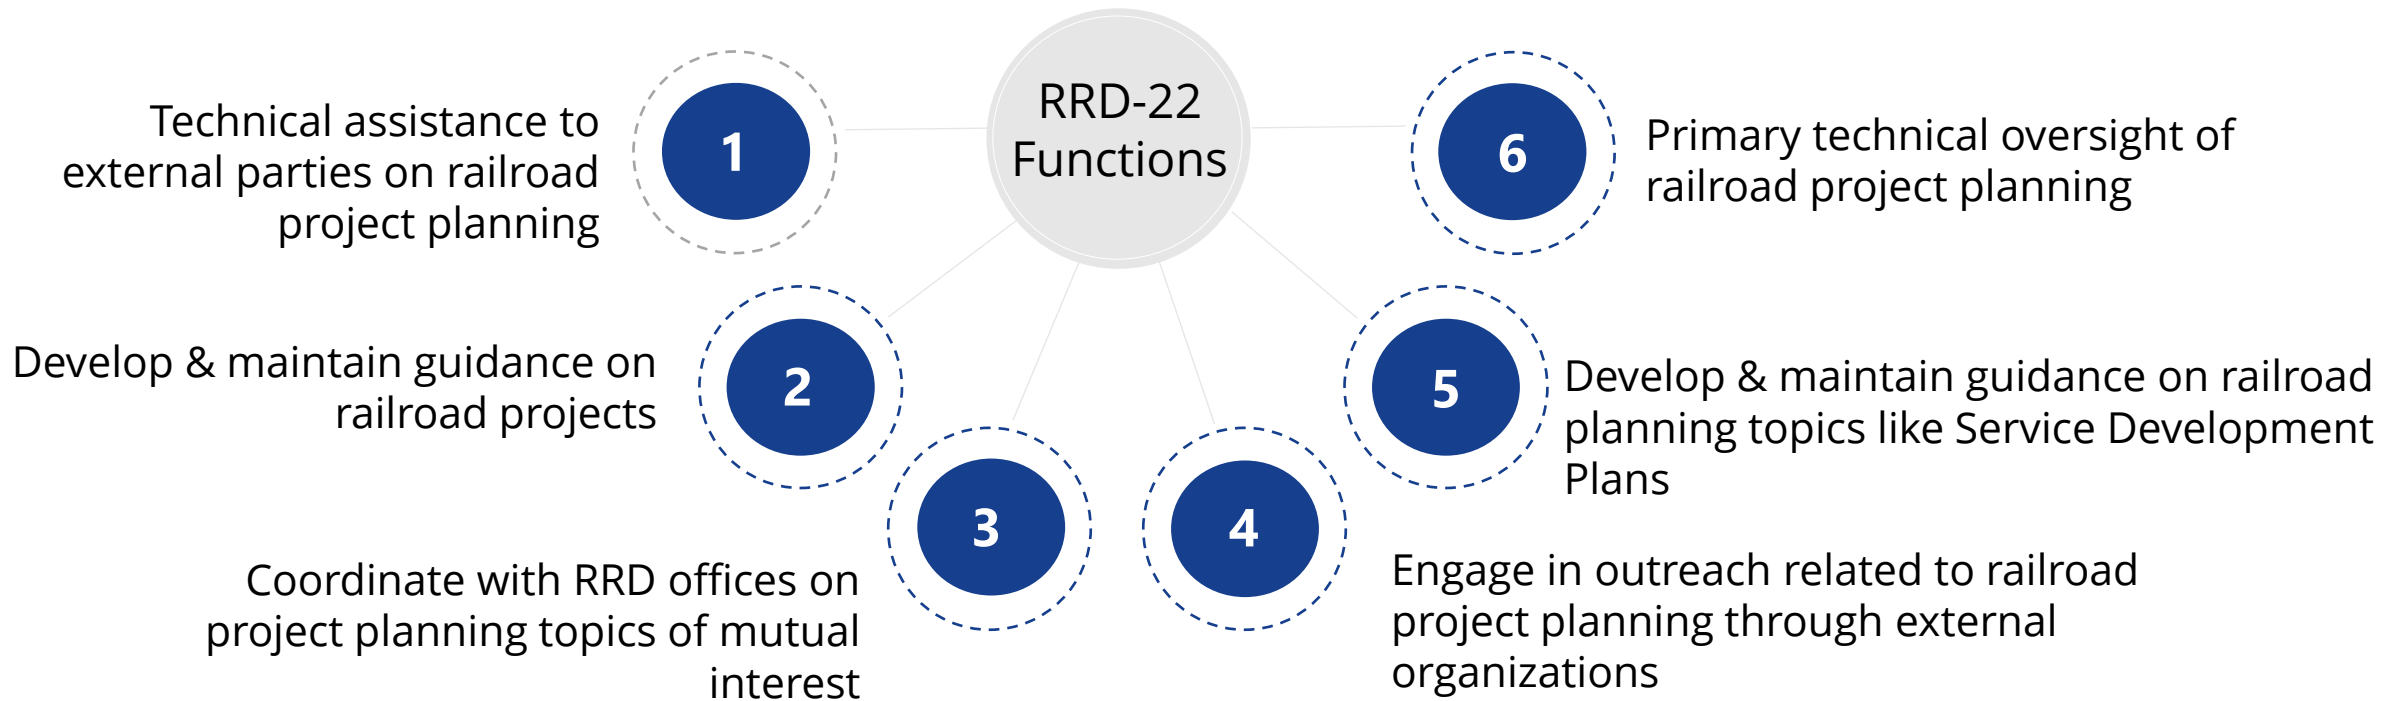 RRD-22
Functions
1
Technical assistance to
external parties on railroad
project planning
2
Develop & maintain guidance on
railroad projects
3
Coordinate with RRD offices on
project planning topics of mutual
interest
4
Engage in outreach related to railroad
project planning through external
organizations
5
Develop & maintain guidance on railroad
planning topics like Service Development
Plans
6
Primary technical oversight of
railroad project planning